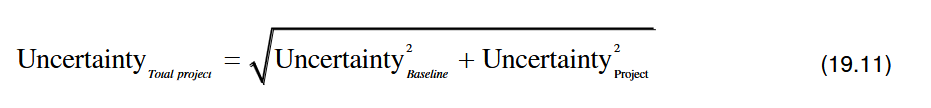 Uncertainty_Total project = √(Uncertainty²_Baseline + Uncertainty²_Project) (19.11)